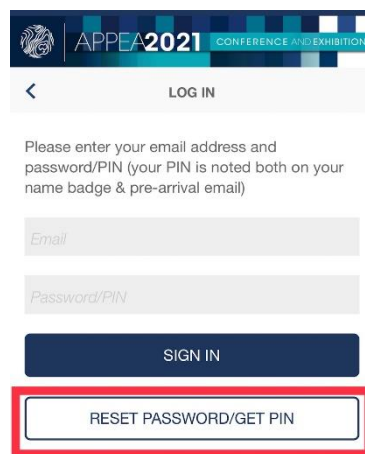 APPEA2021 CONFERENCE AND EXHIBITION
LOG IN
Please enter your email address and
password/PIN (your PIN is noted both on your
name badge & pre-arrival email)
Email
Password/PIN
SIGN IN
RESET PASSWORD/GET PIN